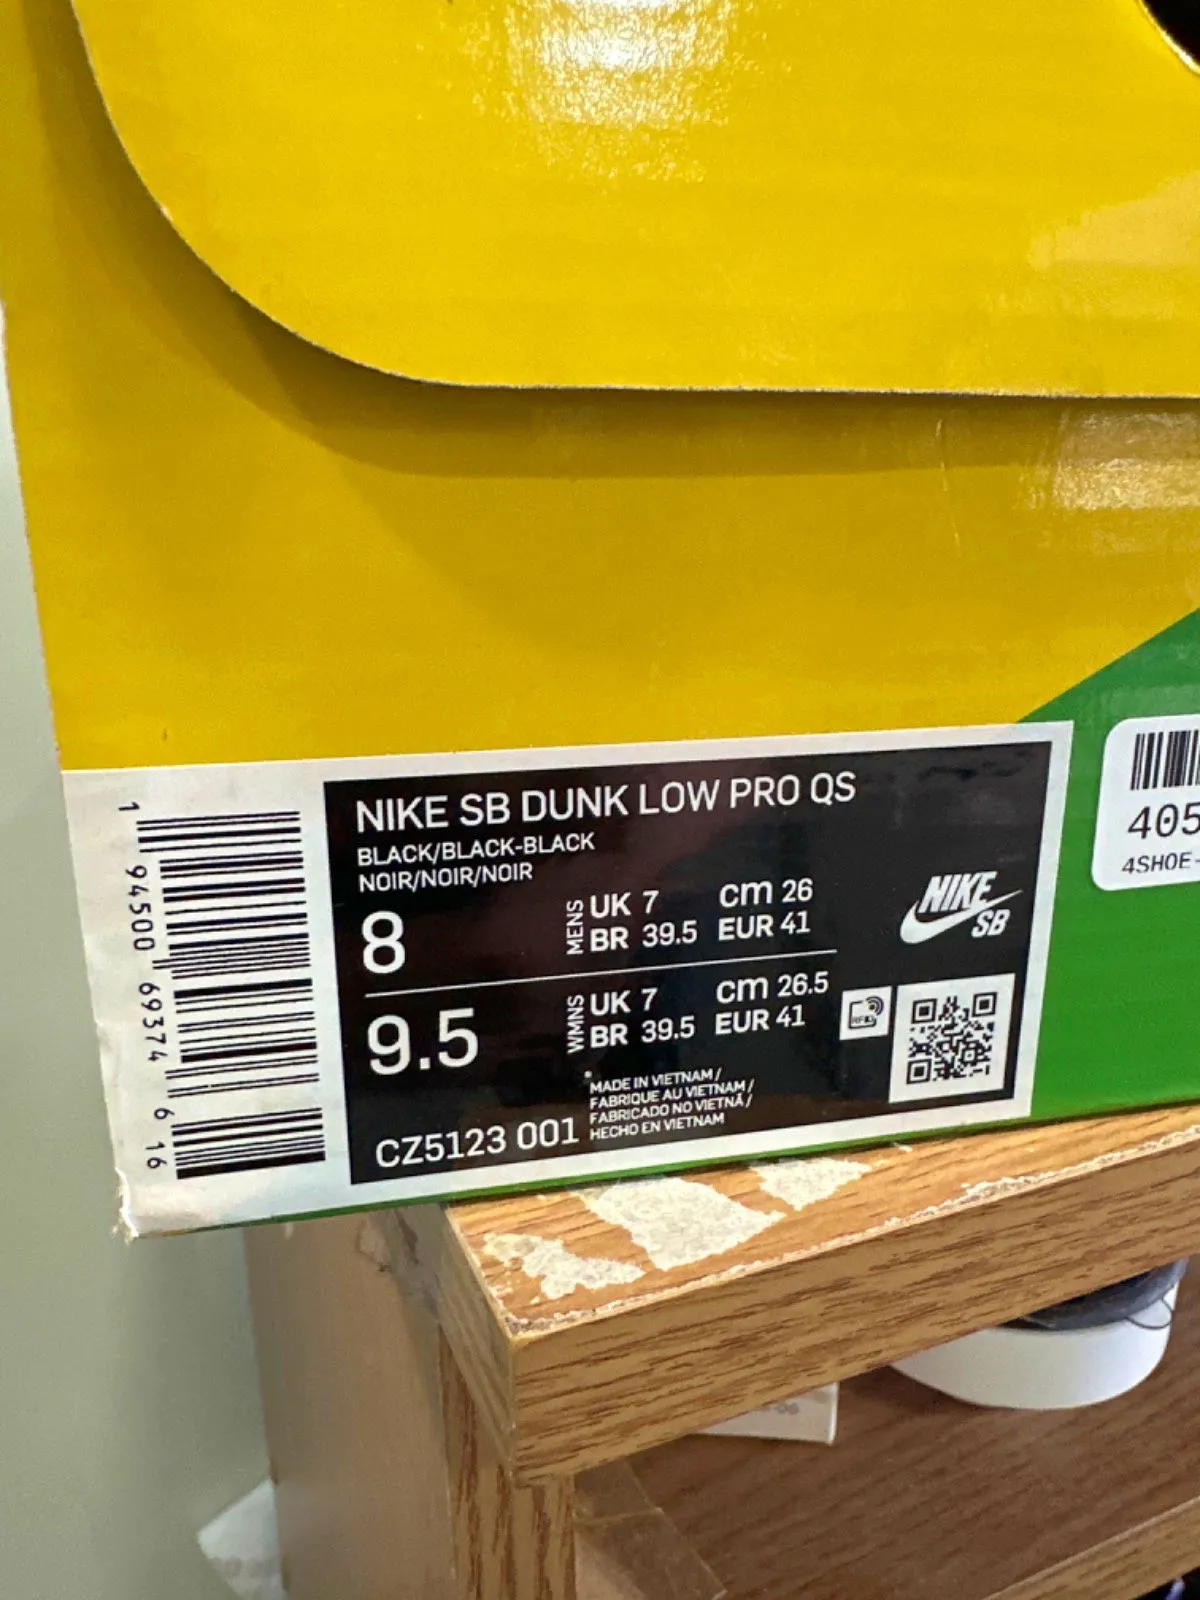 NIKE SB DUNK LOW PRO QS
BLACK/BLACK-BLACK
NOIR/NOIR/NOIR
8
MENS
UK 7 cm 26
BR 39.5 EUR 41
9.5
WMNS
UK 7 cm 26.5
BR 39.5 EUR 41
MADE IN VIETNAM /
FABRIQUE AU VIETNAM /
FABRICADO NO VIETNÃ /
HECHO EN VIETNAM
CZ5123 001
NIKE
SB
RFID
1 94500 69374 6 16
405
4SHOE-